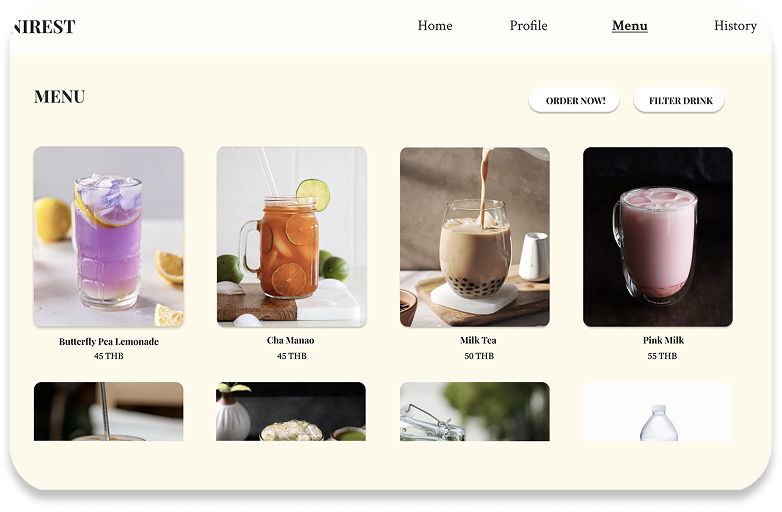 NIREST
Home
Profile
Menu
History
MENU
ORDER NOW!
FILTER DRINK
Butterfly Pea Lemonade
45 THB
Cha Manao
45 THB
Milk Tea
50 THB
Pink Milk
55 THB